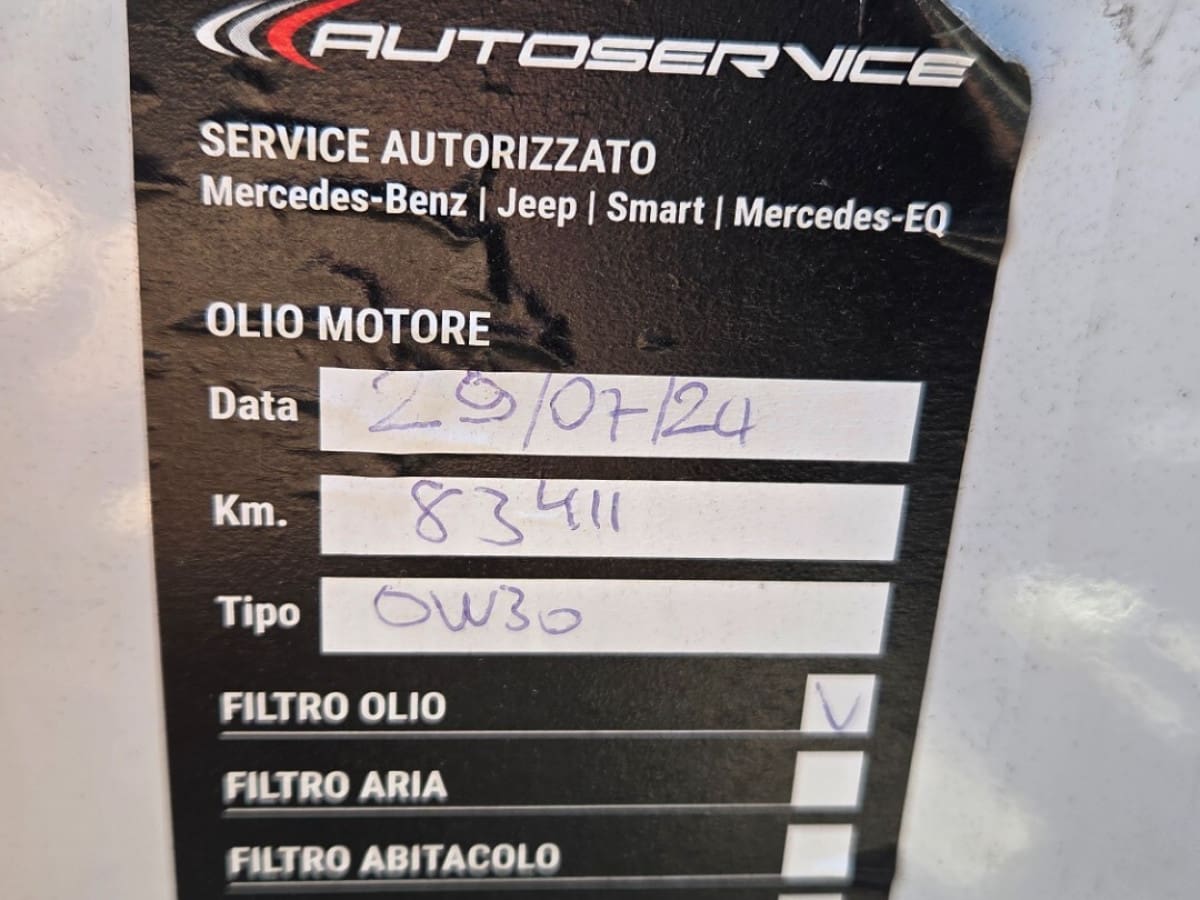 AUTOSERVICE
SERVICE AUTORIZZATO
Mercedes-Benz | Jeep | Smart | Mercedes-EQ
OLIO MOTORE
Data 29/07/24
Km. 83411
Tipo 0W30
FILTRO OLIO V
FILTRO ARIA
FILTRO ABITACOLO